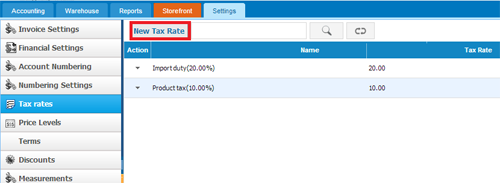 Accounting Warehouse Reports Storefront Settings
Invoice Settings
Financial Settings
Account Numbering
Numbering Settings
Tax rates
Price Levels
Terms
Discounts
Measurements
New Tax Rate
Action Name Tax Rate
Import duty(20.00%) 20.00
Product tax(10.00%) 10.00